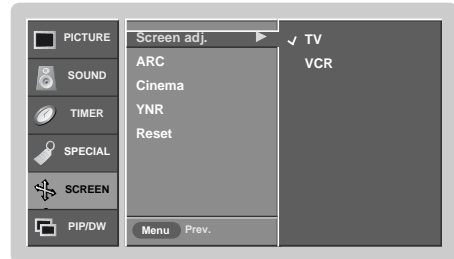 PICTURE
SOUND
TIMER
SPECIAL
SCREEN
PIP/DW
Screen adj.
ARC
Cinema
YNR
Reset
Menu Prev.
TV
VCR